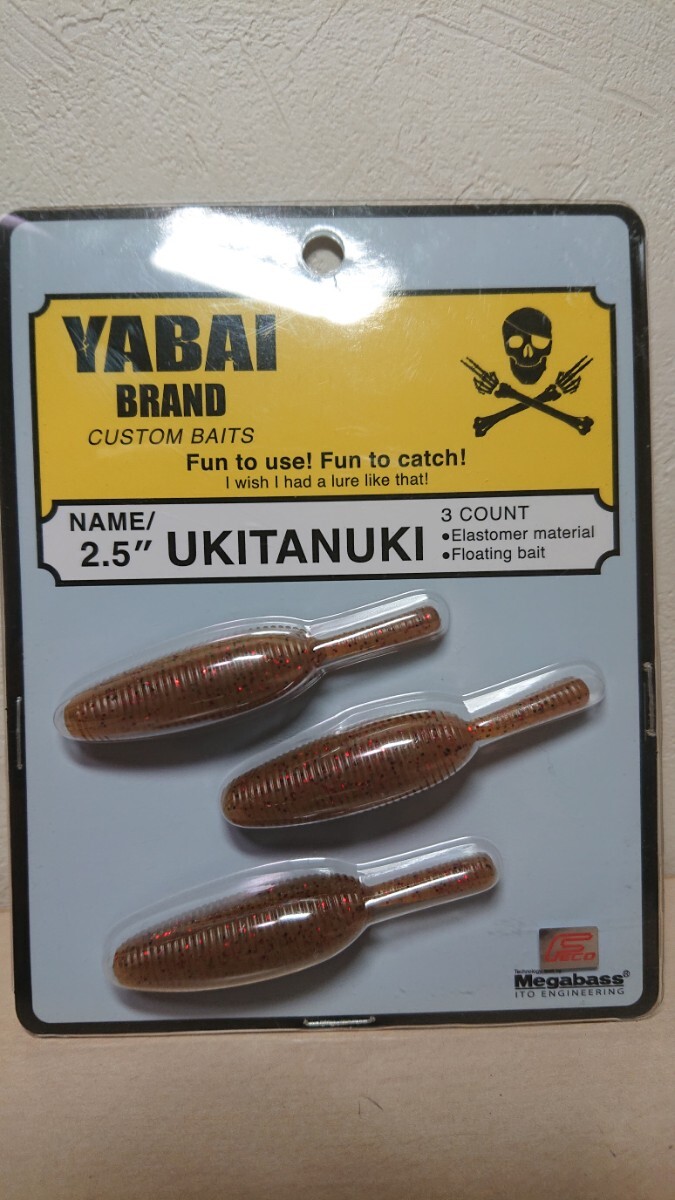 YABAI
BRAND
CUSTOM BAITS
Fun to use! Fun to catch!
I wish I had a lure like that!
NAME/
2.5" UKITANUKI
3 COUNT
•Elastomer material
•Floating bait
FECO
Megabass®
ITO ENGINEERING